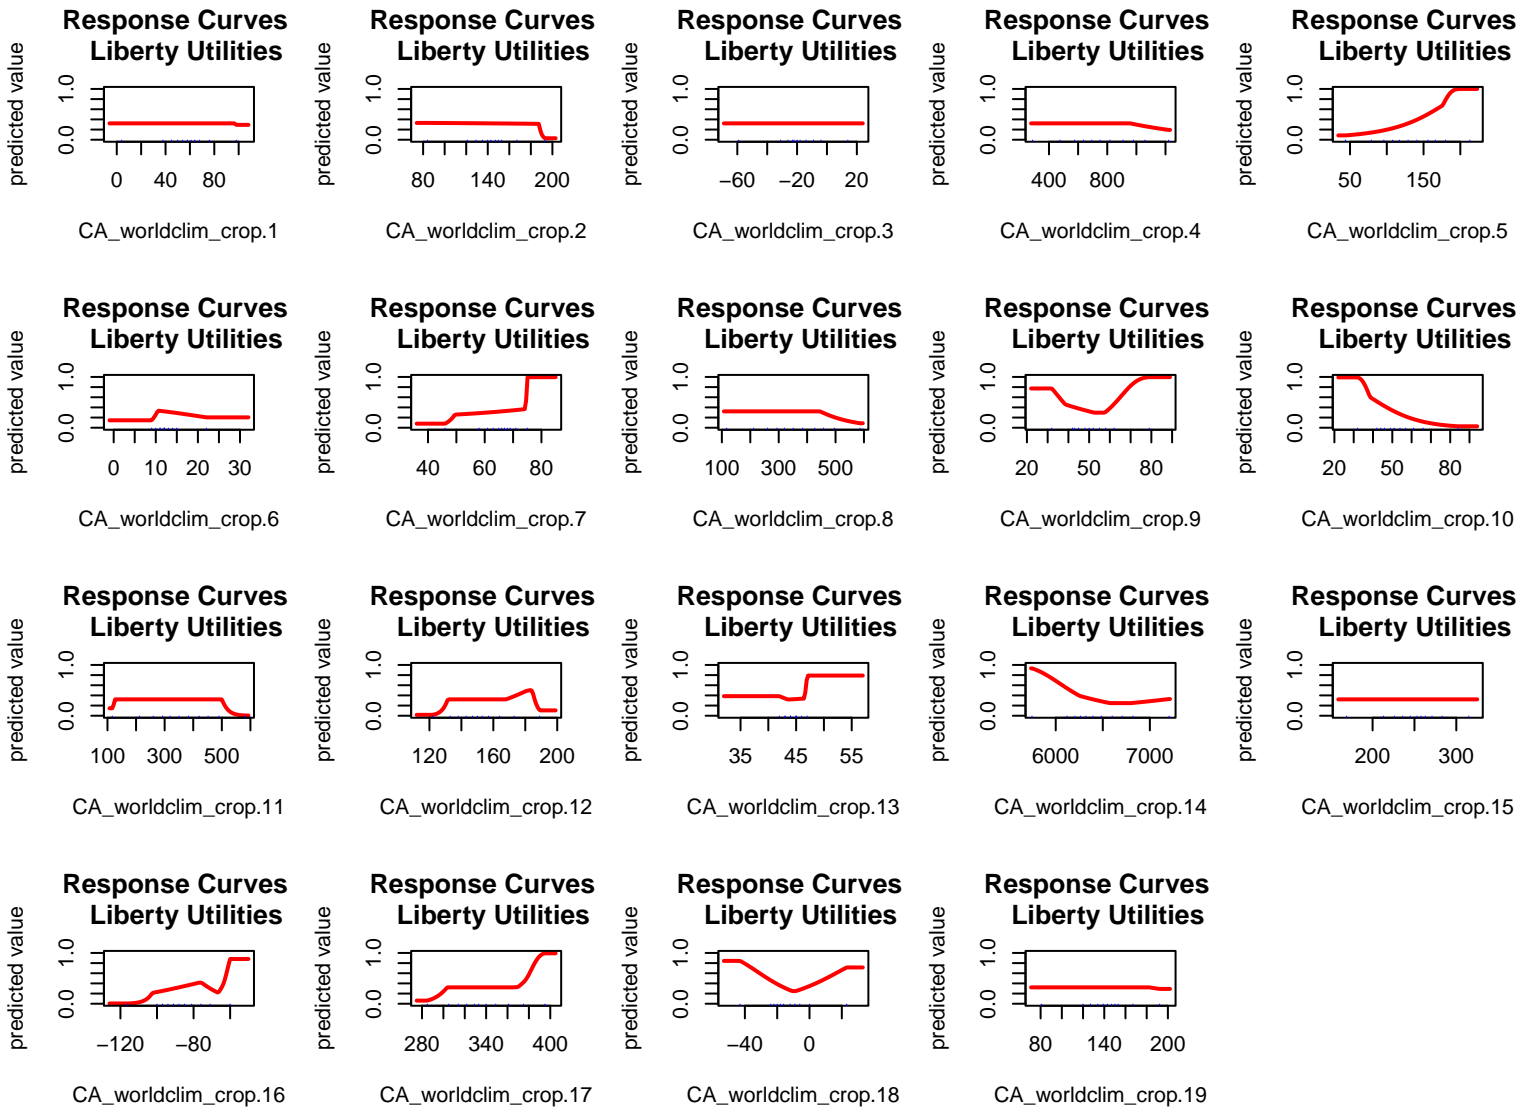 Response Curves
Liberty Utilities
predicted value
0.0 1.0
0 40 80
CA_worldclim_crop.1
Response Curves
Liberty Utilities
predicted value
0.0 1.0
80 140 200
CA_worldclim_crop.2
Response Curves
Liberty Utilities
predicted value
0.0 1.0
−60 −20 20
CA_worldclim_crop.3
Response Curves
Liberty Utilities
predicted value
0.0 1.0
400 800
CA_worldclim_crop.4
Response Curves
Liberty Utilities
predicted value
0.0 1.0
50 150
CA_worldclim_crop.5
Response Curves
Liberty Utilities
predicted value
0.0 1.0
0 10 20 30
CA_worldclim_crop.6
Response Curves
Liberty Utilities
predicted value
0.0 1.0
40 60 80
CA_worldclim_crop.7
Response Curves
Liberty Utilities
predicted value
0.0 1.0
100 300 500
CA_worldclim_crop.8
Response Curves
Liberty Utilities
predicted value
0.0 1.0
20 50 80
CA_worldclim_crop.9
Response Curves
Liberty Utilities
predicted value
0.0 1.0
20 50 80
CA_worldclim_crop.10
Response Curves
Liberty Utilities
predicted value
0.0 1.0
100 300 500
CA_worldclim_crop.11
Response Curves
Liberty Utilities
predicted value
0.0 1.0
120 160 200
CA_worldclim_crop.12
Response Curves
Liberty Utilities
predicted value
0.0 1.0
35 45 55
CA_worldclim_crop.13
Response Curves
Liberty Utilities
predicted value
0.0 1.0
6000 7000
CA_worldclim_crop.14
Response Curves
Liberty Utilities
predicted value
0.0 1.0
200 300
CA_worldclim_crop.15
Response Curves
Liberty Utilities
predicted value
0.0 1.0
−120 −80
CA_worldclim_crop.16
Response Curves
Liberty Utilities
predicted value
0.0 1.0
280 340 400
CA_worldclim_crop.17
Response Curves
Liberty Utilities
predicted value
0.0 1.0
−40 0
CA_worldclim_crop.18
Response Curves
Liberty Utilities
predicted value
0.0 1.0
80 140 200
CA_worldclim_crop.19